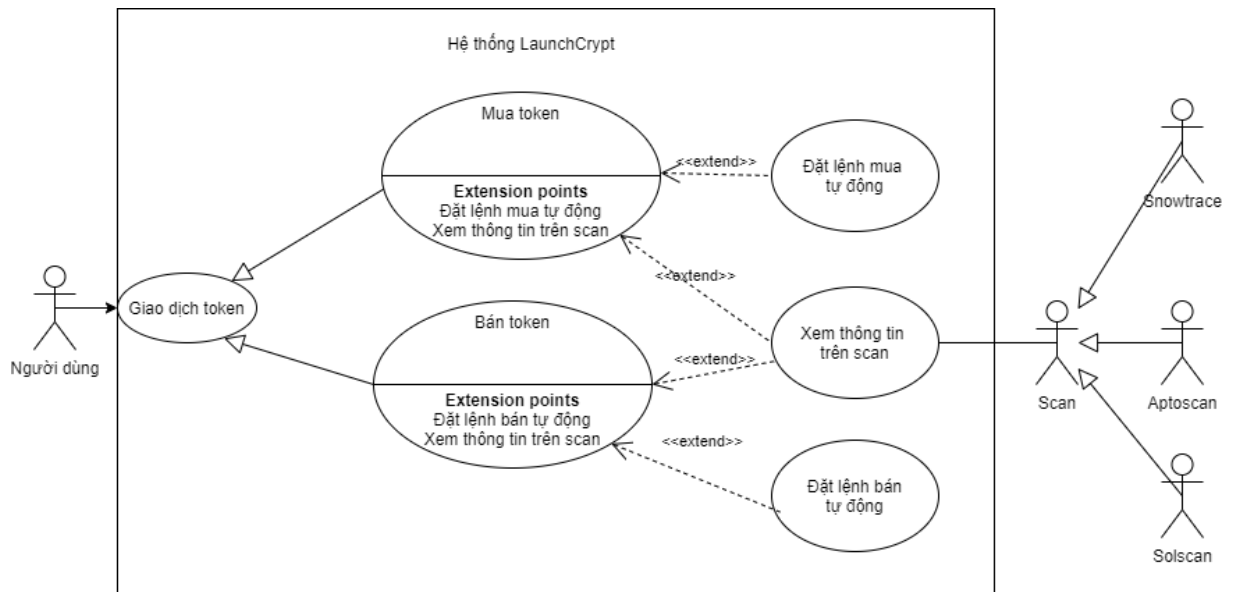 Hệ thống LaunchCrypt
Mua token
Extension points
Đặt lệnh mua tự động
Xem thông tin trên scan
<<extend>>
Đặt lệnh mua
tự động
Snowtrace
<<extend>>
Giao dịch token
Người dùng
Bán token
Extension points
Đặt lệnh bán tự động
Xem thông tin trên scan
<<extend>>
Xem thông tin
trên scan
Scan
Aptoscan
<<extend>>
Đặt lệnh bán
tự động
Solscan